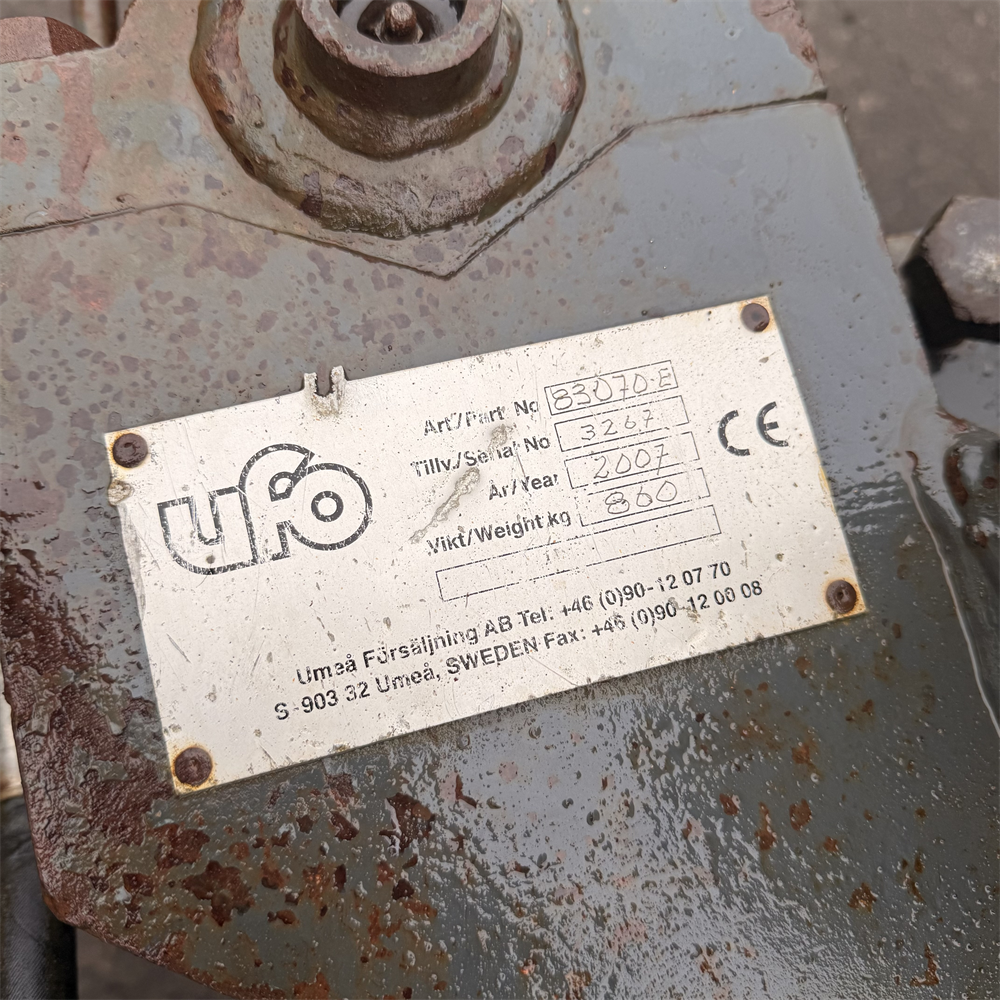 ufo
Art./Part No 83070-E
Tillv./Serial No 3267
År/Year 2007
Vikt/Weight kg 860
CE
Umeå Försäljning AB Tel: +46 (0)90-12 07 70
S-903 32 Umeå, SWEDEN Fax: +46 (0)90-12 00 08